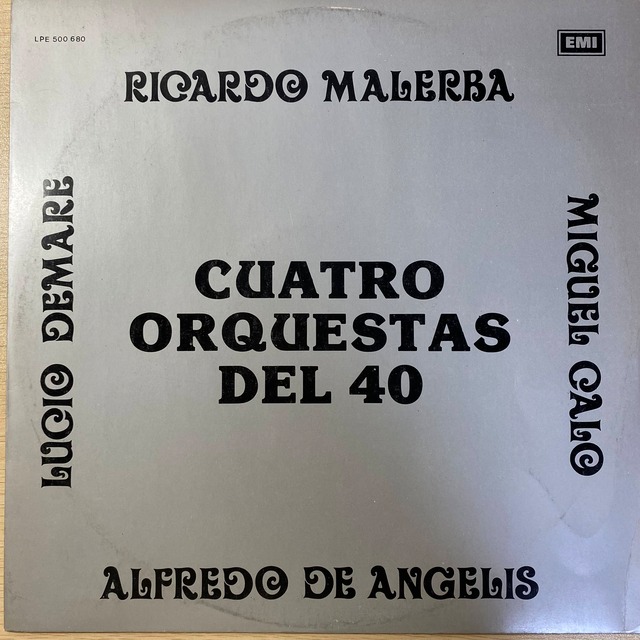 LPE 500 680
EMI
RICARDO MALERBA
LUCIO DEMARE
CUATRO
ORQUESTAS
DEL 40
MIGUEL CALO
ALFREDO DE ANGELIS